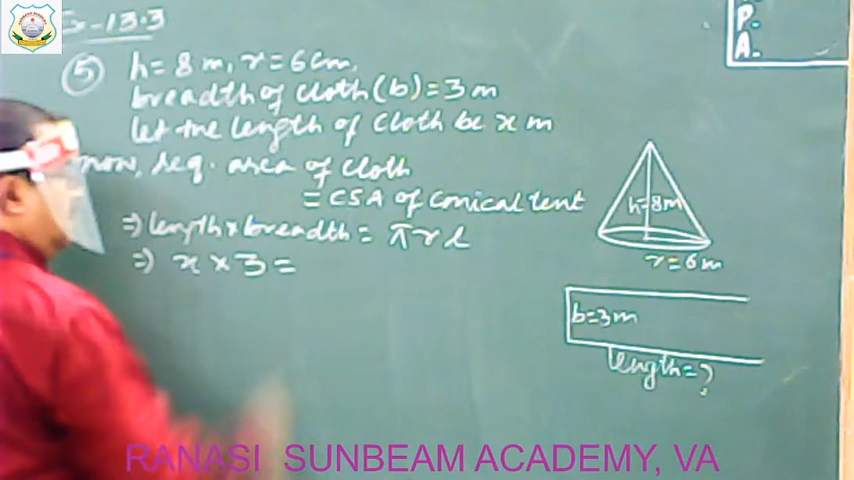 Ex-13.3
P.
A.
⑤ h = 8 m, r = 6 cm,
breadth of cloth (b) = 3 m
let the length of cloth be x m
now, req. area of cloth
= CSA of conical tent
⇒ length × breadth = πrl
⇒ x × 3 =
h=8m
r=6m
b=3m
length=?
RANASI SUNBEAM ACADEMY, VA